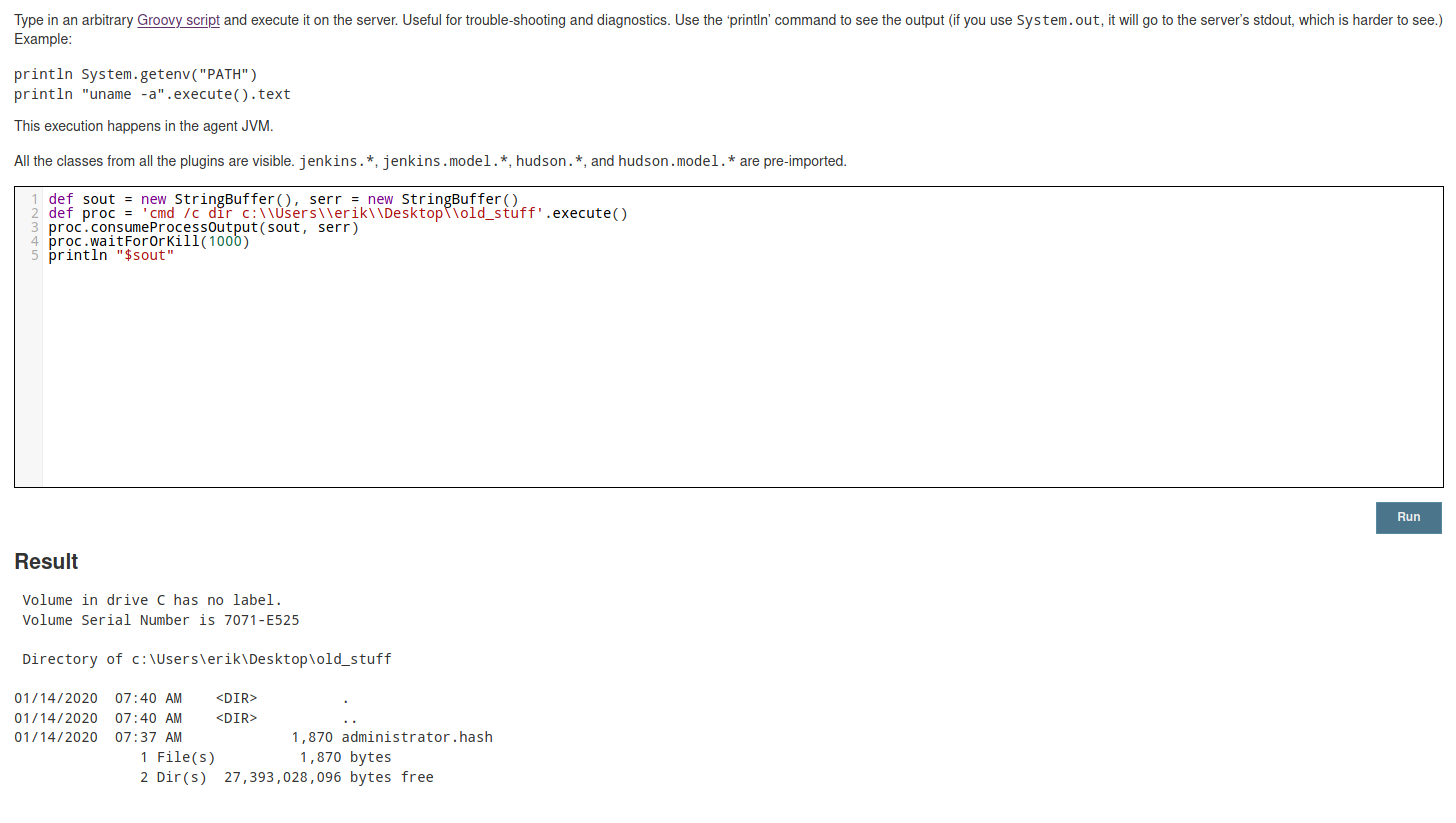 Type in an arbitrary Groovy script and execute it on the server. Useful for trouble-shooting and diagnostics. Use the ‘println’ command to see the output (if you use System.out, it will go to the server’s stdout, which is harder to see.)
Example:
println System.getenv("PATH")
println "uname -a".execute().text
This execution happens in the agent JVM.
All the classes from all the plugins are visible. jenkins.*, jenkins.model.*, hudson.*, and hudson.model.* are pre-imported.
1 def sout = new StringBuffer(), serr = new StringBuffer()
2 def proc = 'cmd /c dir c:\\Users\\erik\\Desktop\\old_stuff'.execute()
3 proc.consumeProcessOutput(sout, serr)
4 proc.waitForOrKill(1000)
5 println "$sout"
Run
Result
Volume in drive C has no label.
Volume Serial Number is 7071-E525
Directory of c:\Users\erik\Desktop\old_stuff
01/14/2020  07:40 AM    <DIR>          .
01/14/2020  07:40 AM    <DIR>          ..
01/14/2020  07:37 AM             1,870 administrator.hash
1 File(s)          1,870 bytes
2 Dir(s)  27,393,028,096 bytes free